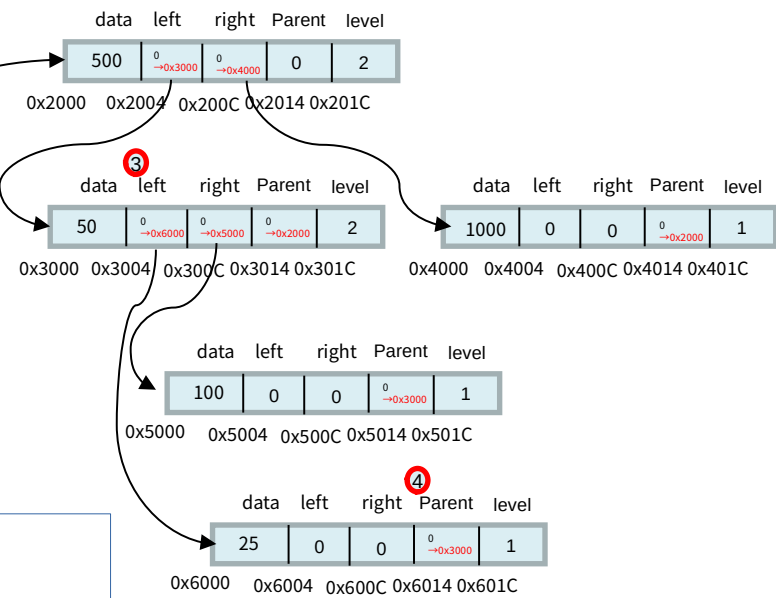 data left right Parent level
500 0 →0x3000 0 →0x4000 0 2
0x2000 0x2004 0x200C 0x2014 0x201C
3
data left right Parent level
50 0 →0x6000 0 →0x5000 0 →0x2000 2
0x3000 0x3004 0x300C 0x3014 0x301C
data left right Parent level
1000 0 0 0 →0x2000 1
0x4000 0x4004 0x400C 0x4014 0x401C
data left right Parent level
100 0 0 0 →0x3000 1
0x5000 0x5004 0x500C 0x5014 0x501C
4
data left right Parent level
25 0 0 0 →0x3000 1
0x6000 0x6004 0x600C 0x6014 0x601C